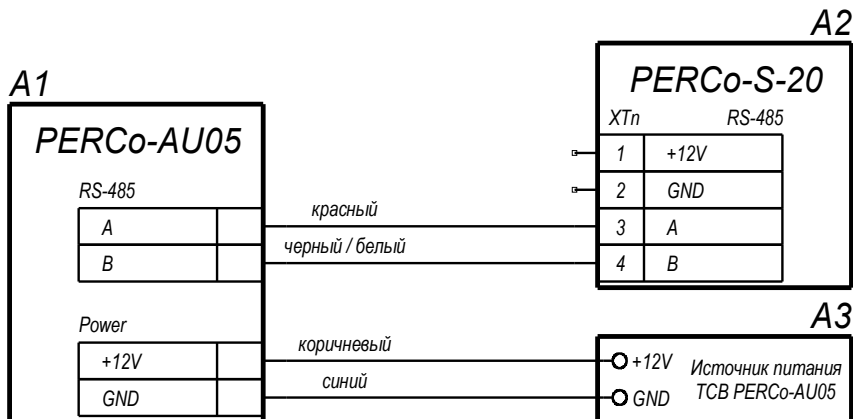 A2
PERCo-S-20
XTn RS-485
1 +12V
2 GND
3 A
4 B
A1
PERCo-AU05
RS-485
A
B
красный
черный / белый
Power
+12V
GND
коричневый
синий
A3
+12V
GND
Источник питания
ТСВ PERCo-AU05